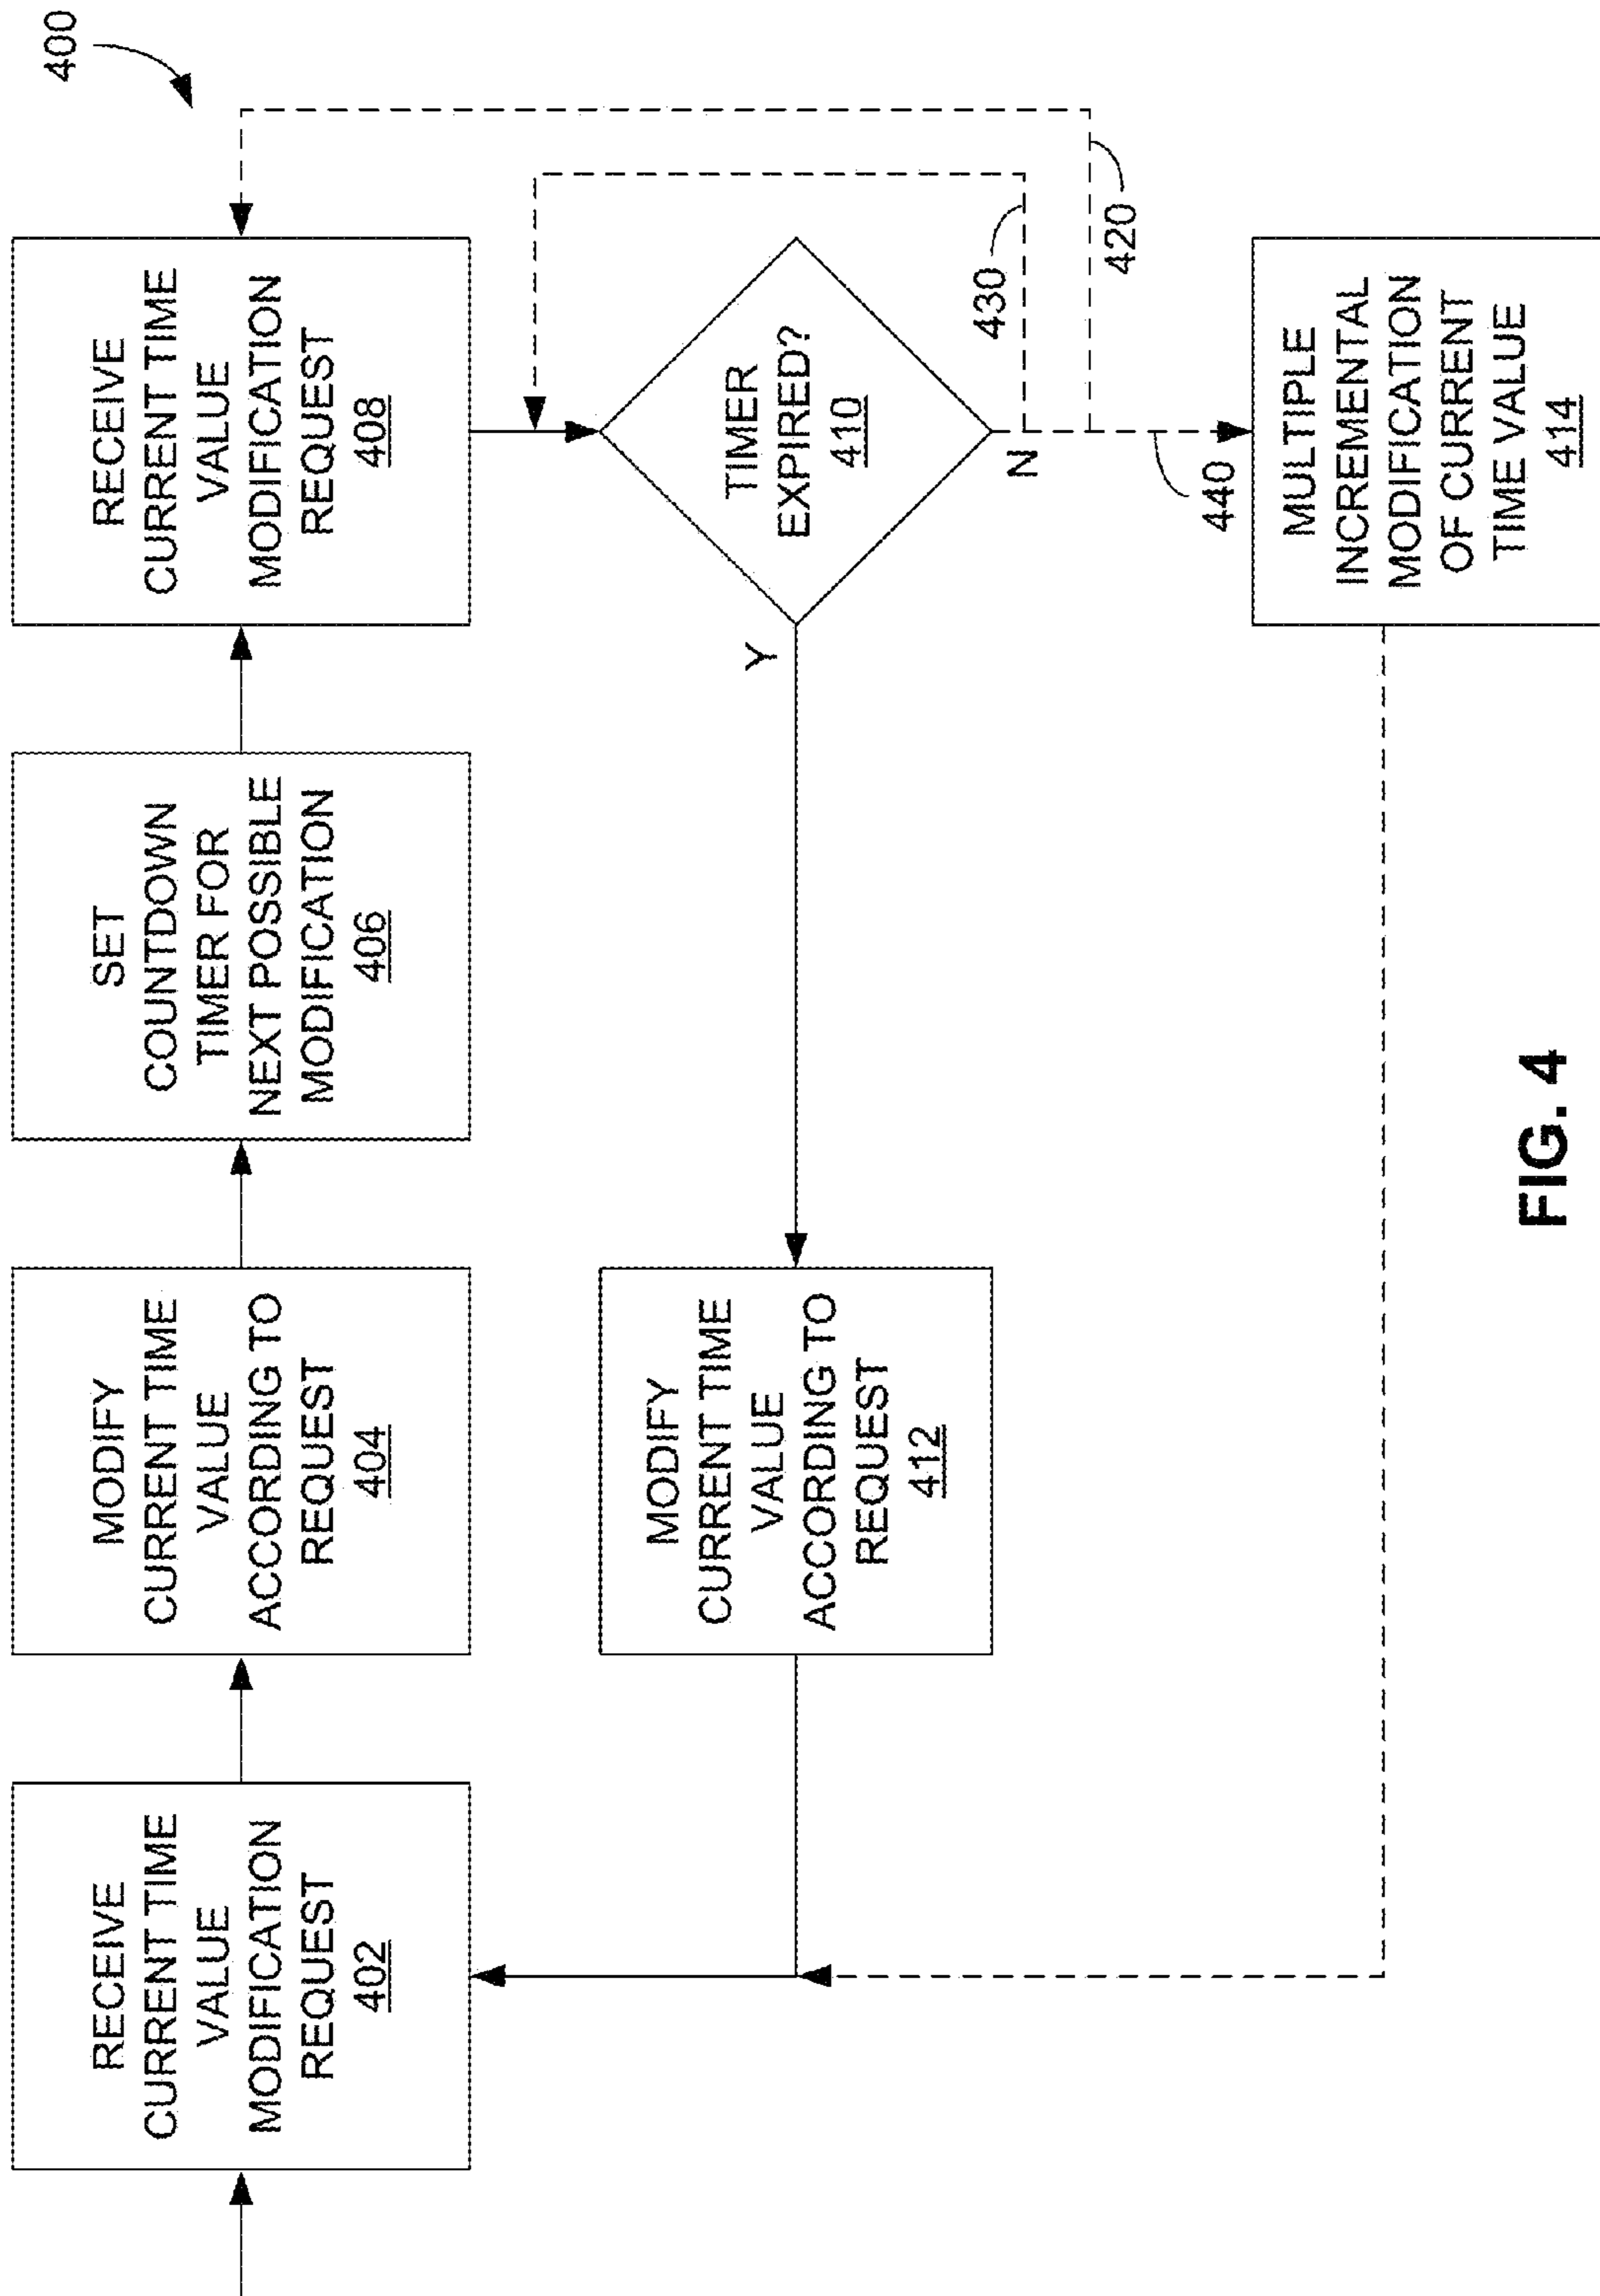 400
RECEIVE
CURRENT TIME
VALUE
MODIFICATION
REQUEST
402
MODIFY
CURRENT TIME
VALUE
ACCORDING TO
REQUEST
404
SET
COUNTDOWN
TIMER FOR
NEXT POSSIBLE
MODIFICATION
406
RECEIVE
CURRENT TIME
VALUE
MODIFICATION
REQUEST
408
TIMER
EXPIRED?
410
Y
N
MODIFY
CURRENT TIME
VALUE
ACCORDING TO
REQUEST
412
430
420
440
MULTIPLE
INCREMENTAL
MODIFICATION
OF CURRENT
TIME VALUE
414
FIG. 4